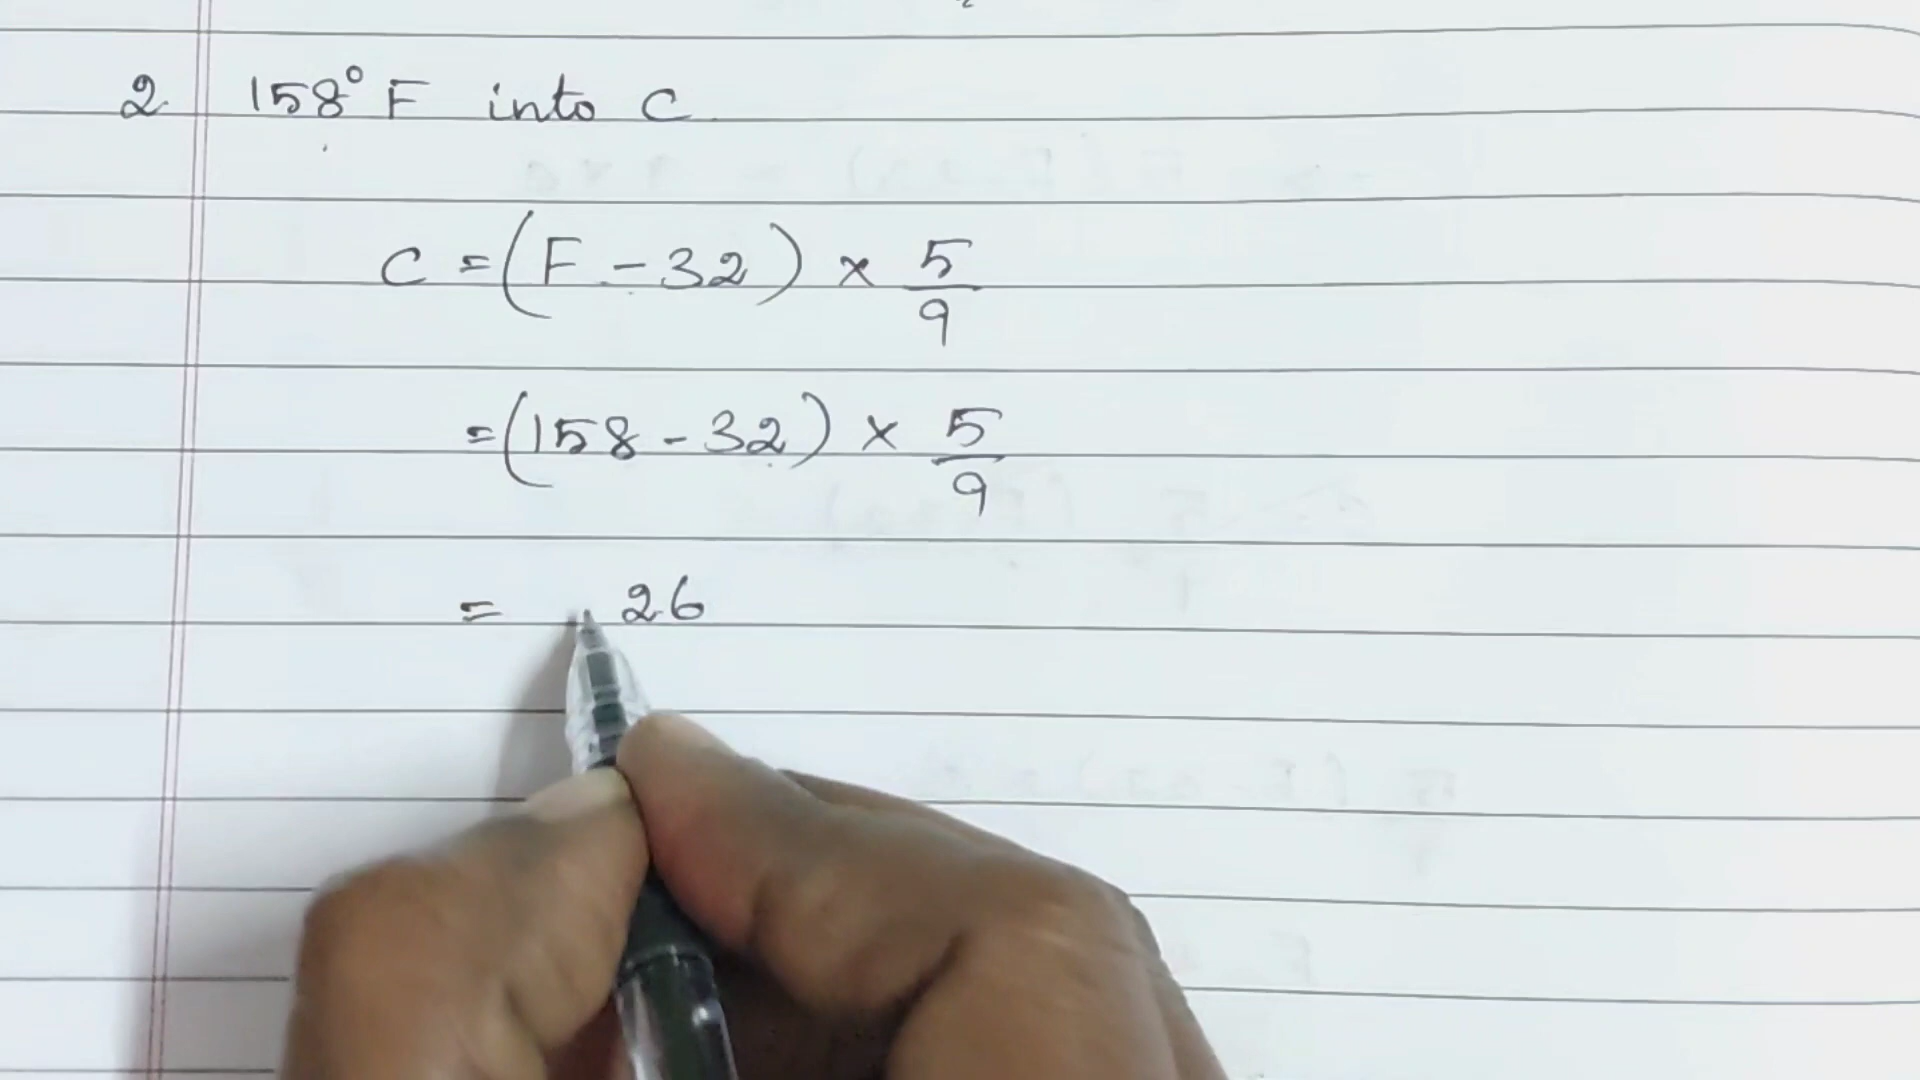 2 158° F into C
C = (F - 32) × 5/9
= (158 - 32) × 5/9
= 26